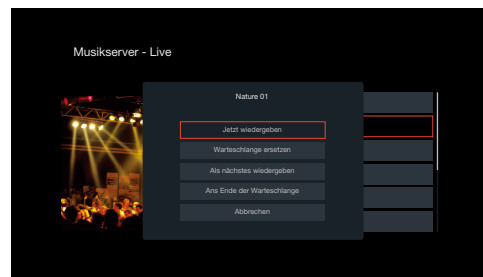 Musikserver - Live
Nature 01
Jetzt wiedergeben
Warteschlange ersetzen
Als nächstes wiedergeben
Ans Ende der Warteschlange
Abbrechen